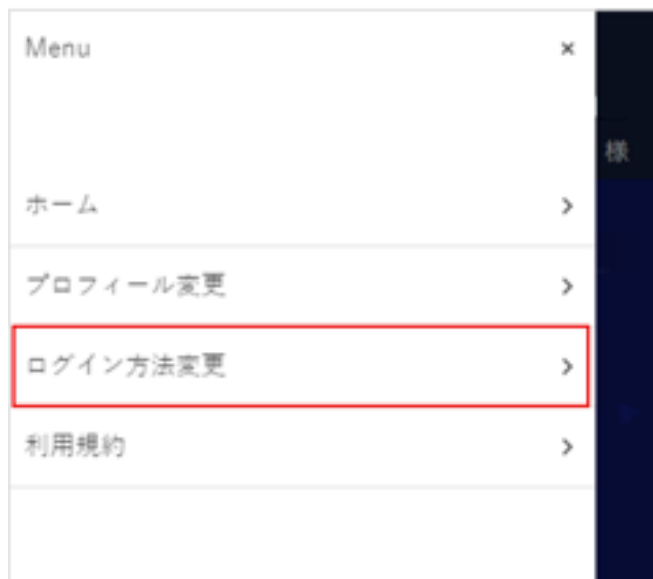 Menu ×
様
ホーム
プロフィール変更
ログイン方法変更
利用規約